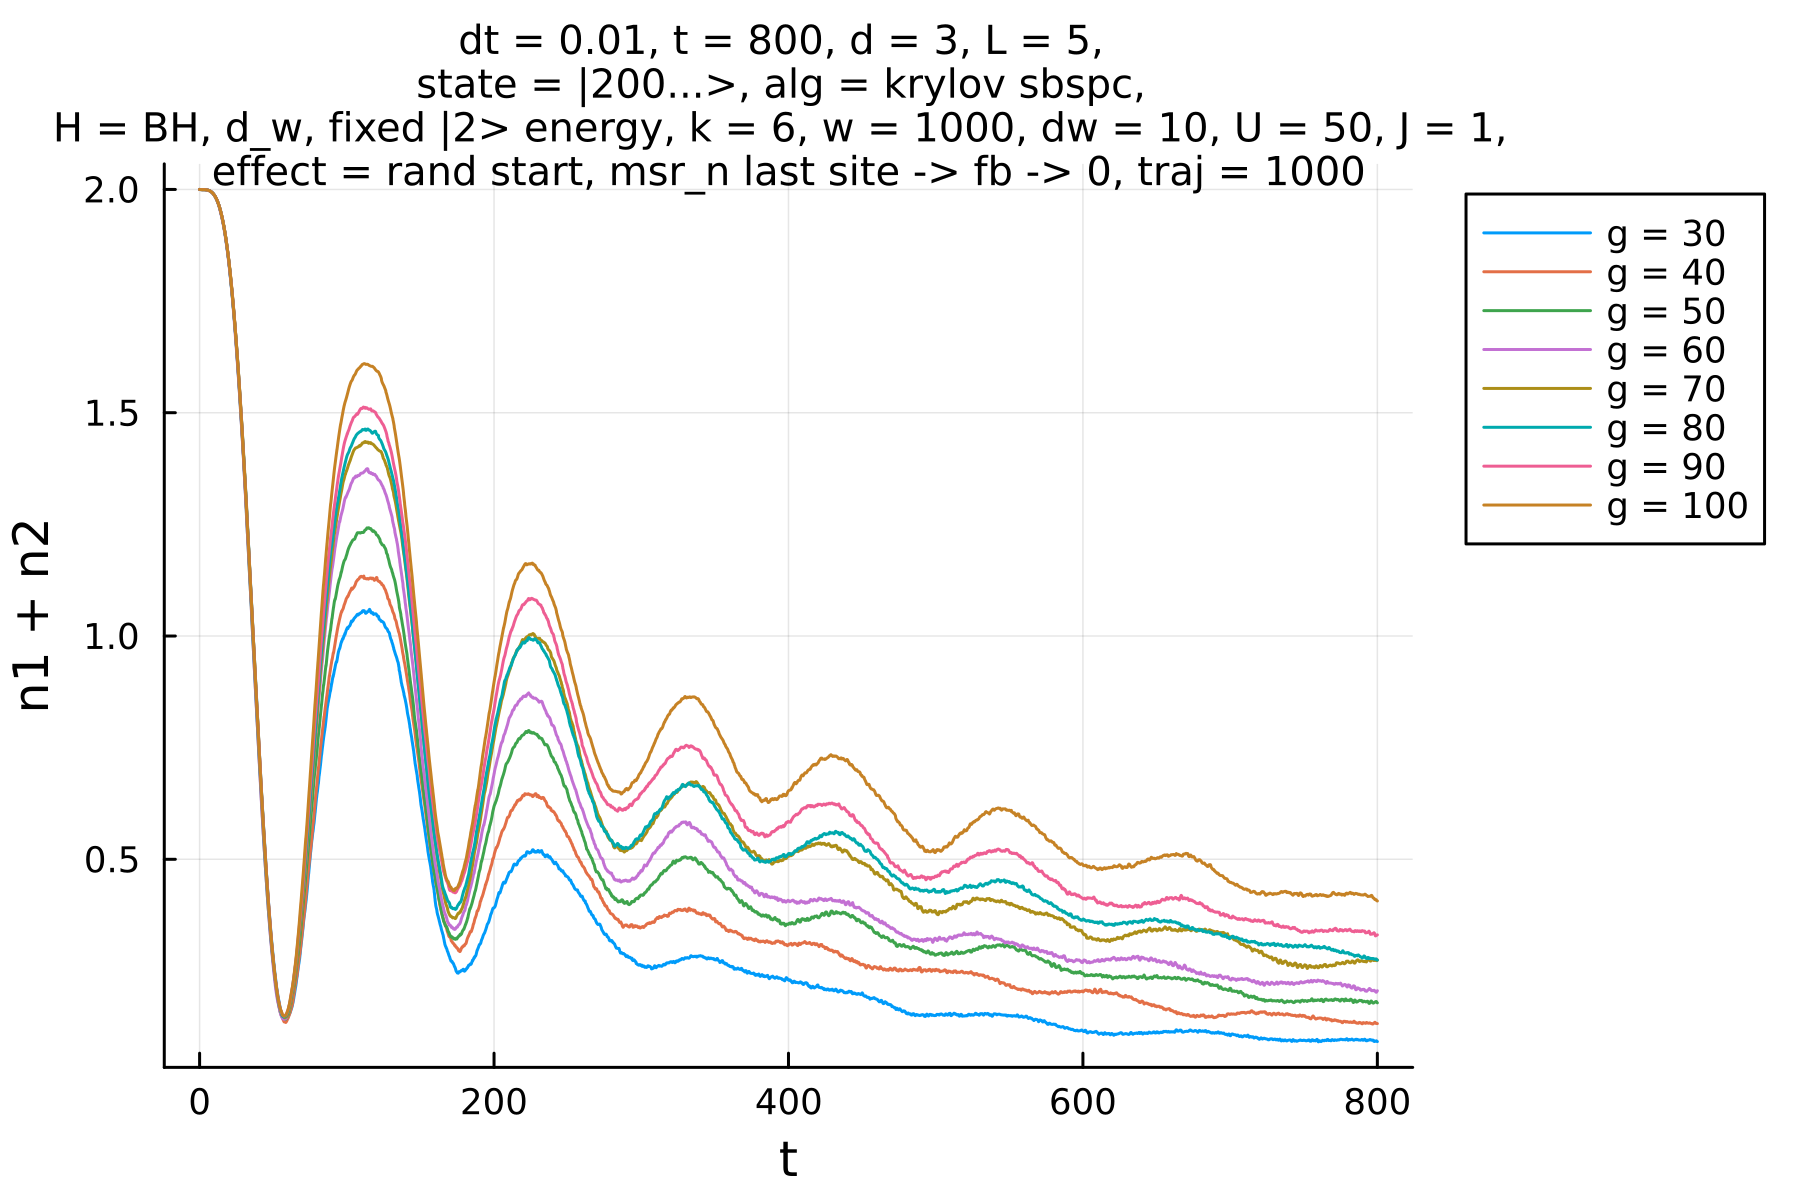 dt = 0.01, t = 800, d = 3, L = 5,
state = |200...>, alg = krylov sbspc,
H = BH, d_w, fixed |2> energy, k = 6, w = 1000, dw = 10, U = 50, J = 1,
effect = rand start, msr_n last site -> fb -> 0, traj = 1000
2.0
1.5
1.0
0.5
n1 + n2
0
200
400
600
800
t
g = 30
g = 40
g = 50
g = 60
g = 70
g = 80
g = 90
g = 100